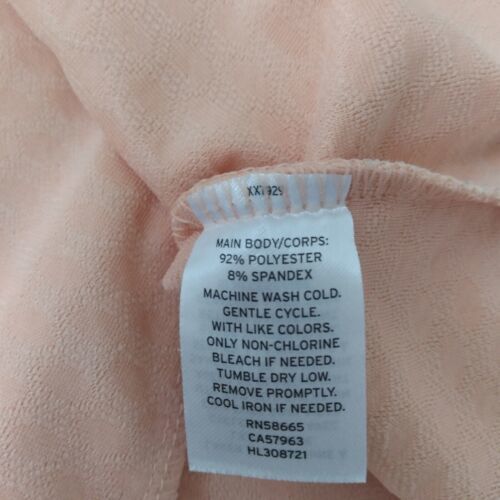 MAIN BODY/CORPS:
92% POLYESTER
8% SPANDEX
MACHINE WASH COLD.
GENTLE CYCLE.
WITH LIKE COLORS.
ONLY NON-CHLORINE
BLEACH IF NEEDED.
TUMBLE DRY LOW.
REMOVE PROMPTLY.
COOL IRON IF NEEDED.
RN58665
CA57963
HL308721